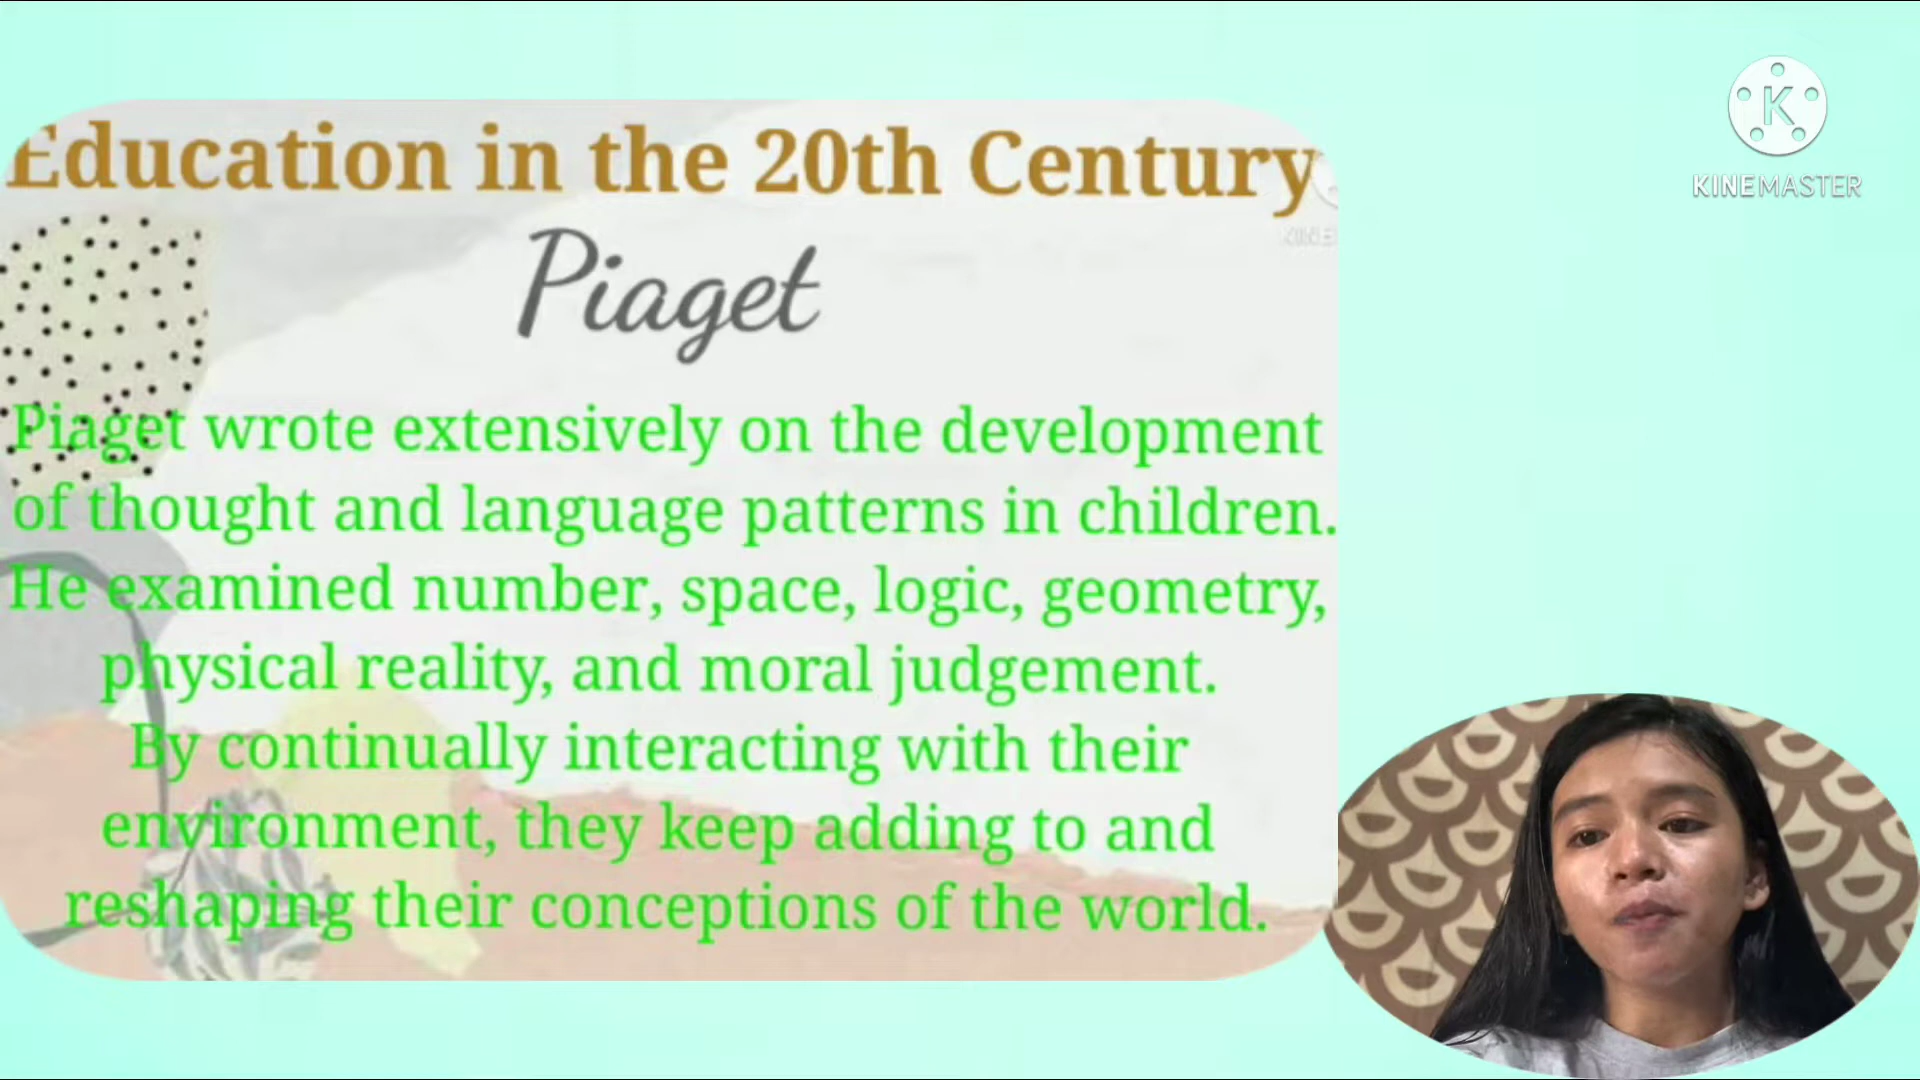 Education in the 20th Century
Piaget
Piaget wrote extensively on the development
of thought and language patterns in children.
He examined number, space, logic, geometry,
physical reality, and moral judgement.
By continually interacting with their
environment, they keep adding to and
reshaping their conceptions of the world.
K
KINEMASTER